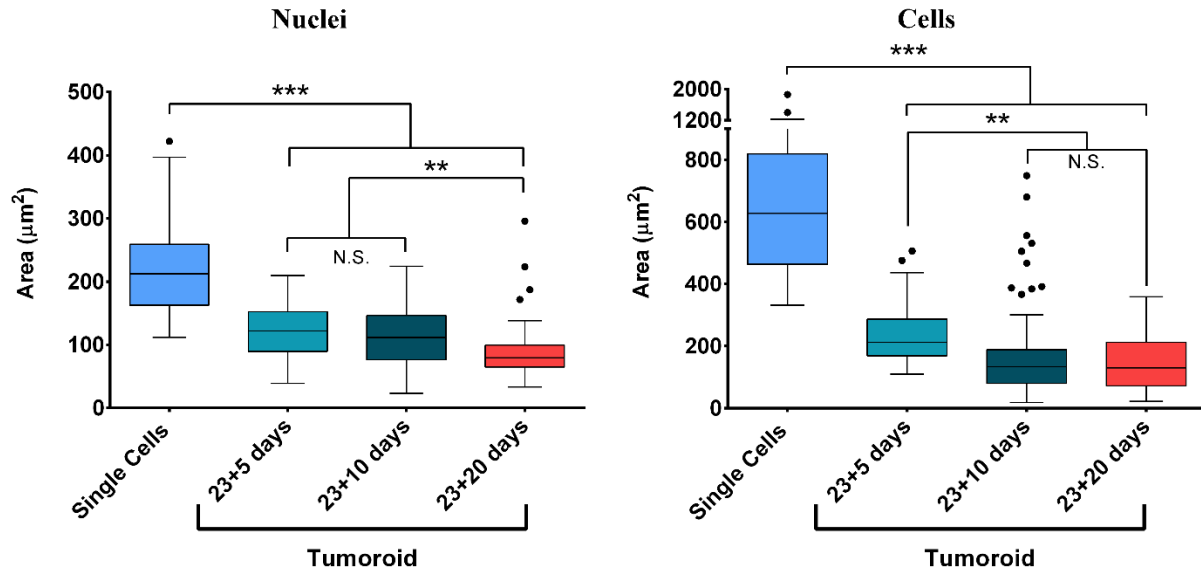 Nuclei
Area (µm²)
500
400
300
200
100
0
***
**
N.S.
Single Cells
23+5 days
23+10 days
23+20 days
Tumoroid
Cells
Area (µm²)
2000
1200
800
600
400
200
0
***
**
N.S.
Single Cells
23+5 days
23+10 days
23+20 days
Tumoroid